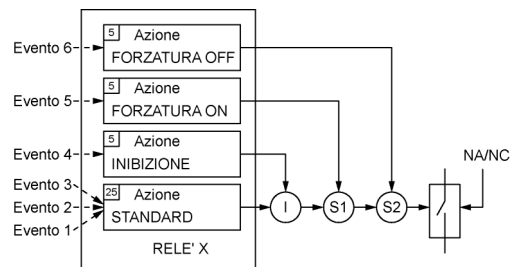 Evento 6
5 Azione
FORZATURA OFF
Evento 5
5 Azione
FORZATURA ON
Evento 4
5 Azione
INIBIZIONE
NA/NC
Evento 3
Evento 2
Evento 1
25 Azione
STANDARD
I
S1
S2
RELE' X